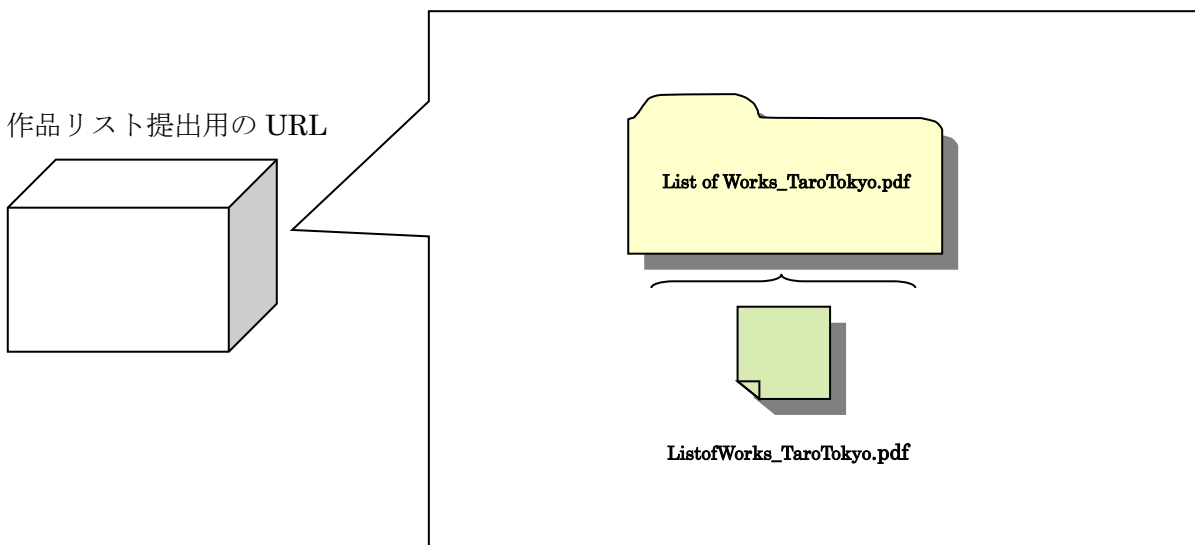 作品リスト提出用の URL
List of Works_TaroTokyo.pdf
ListofWorks_TaroTokyo.pdf